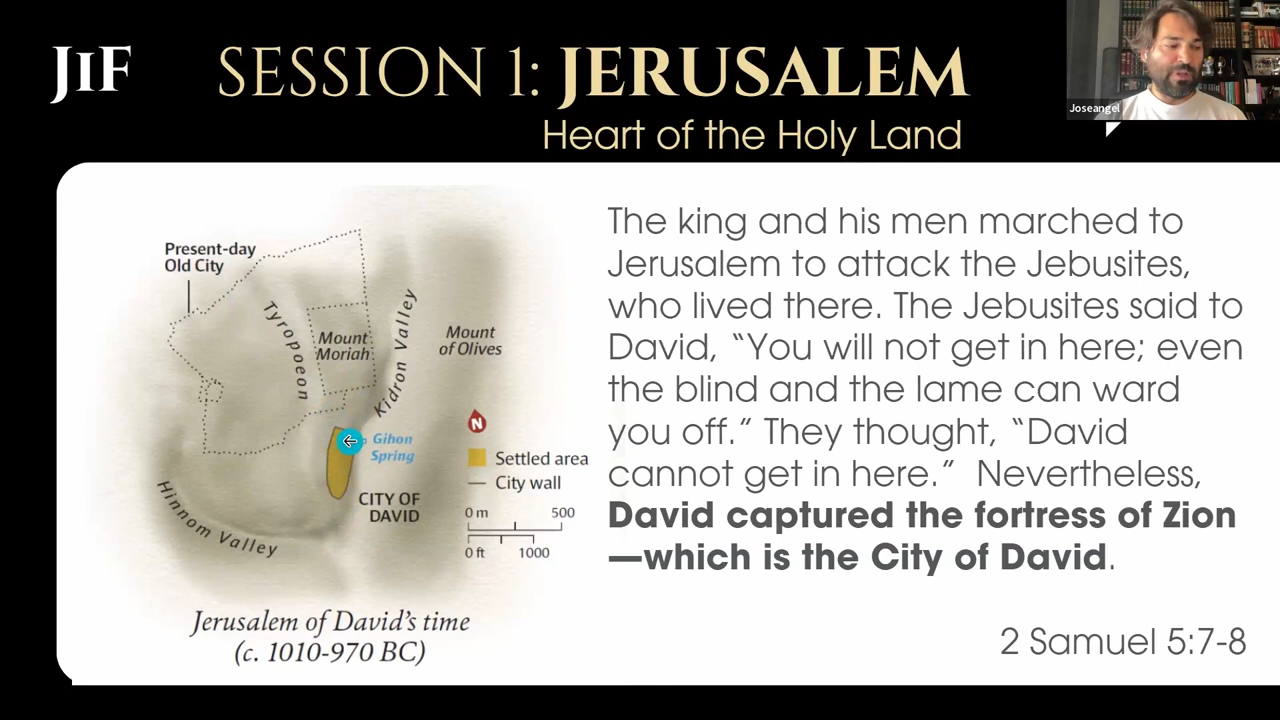 JIF
SESSION 1: JERUSALEM
Heart of the Holy Land
Joseangel
Present-day
Old City
Tyropoeon
Mount
Moriah
Kidron Valley
Mount
of Olives
N
Gihon
Spring
Settled area
City wall
CITY OF
DAVID
0 m 500
0 ft 1000
Hinnom Valley
Jerusalem of David's time
(c. 1010-970 BC)
The king and his men marched to
Jerusalem to attack the Jebusites,
who lived there. The Jebusites said to
David, “You will not get in here; even
the blind and the lame can ward
you off.” They thought, “David
cannot get in here.” Nevertheless,
David captured the fortress of Zion
—which is the City of David.
2 Samuel 5:7-8